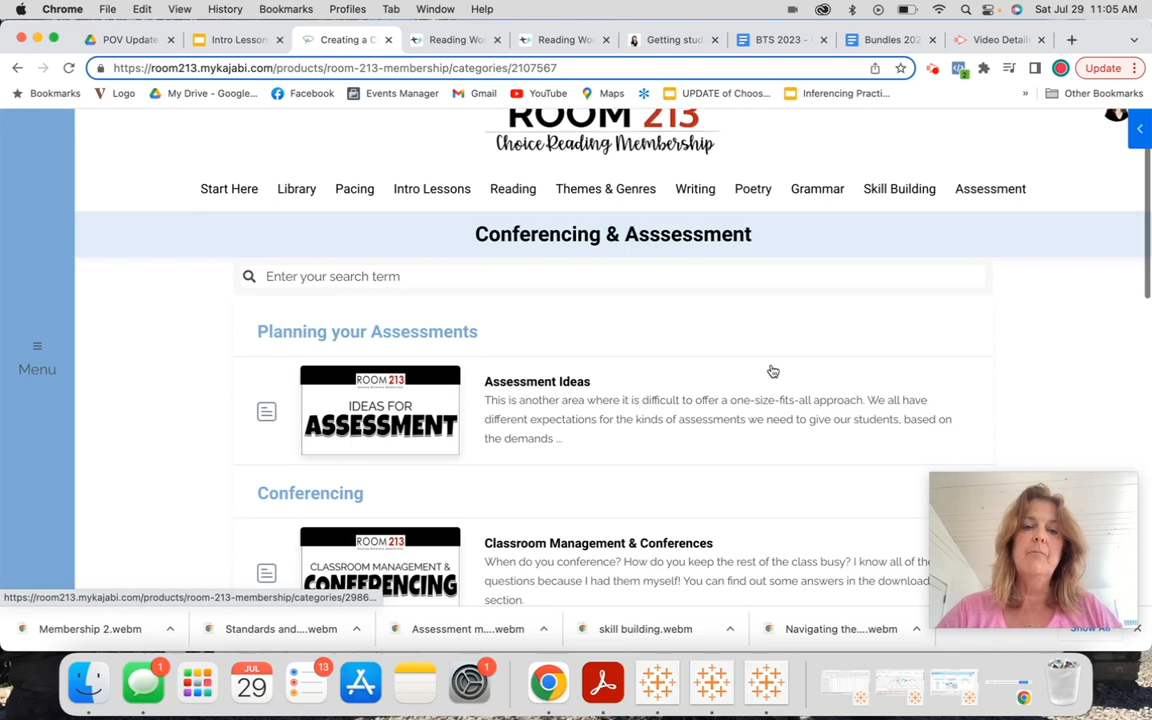 Chrome File Edit View History Bookmarks Profiles Tab Window Help Sat Jul 29 11:05 AM
POV Update Intro Lesson Creating a C Reading Wo Reading Wo Getting stud BTS 2023 - Bundles 202 Video Detail
https://room213.mykajabi.com/products/room-213-membership/categories/2107567 Update
Bookmarks Logo My Drive - Google... Facebook Events Manager Gmail YouTube Maps UPDATE of Choos... Inferencing Practi... » Other Bookmarks
ROOM 213
Choice Reading Membership
Start Here Library Pacing Intro Lessons Reading Themes & Genres Writing Poetry Grammar Skill Building Assessment
Conferencing & Asssessment
Enter your search term
Planning your Assessments
Menu
ROOM 213
IDEAS FOR
ASSESSMENT
Assessment Ideas
This is another area where it is difficult to offer a one-size-fits-all approach. We all have
different expectations for the kinds of assessments we need to give our students, based on
the demands ...
Conferencing
ROOM 213
CLASSROOM MANAGEMENT &
CONFERENCING
Classroom Management & Conferences
When do you conference? How do you keep the rest of the class busy? I know all of the
questions because I had them myself! You can find out some answers in the download
section.
https://room213.mykajabi.com/products/room-213-membership/categories/2986...
Membership 2.webm Standards and....webm Assessment m....webm skill building.webm Navigating the....webm Show All
1 JUL 29 13 1